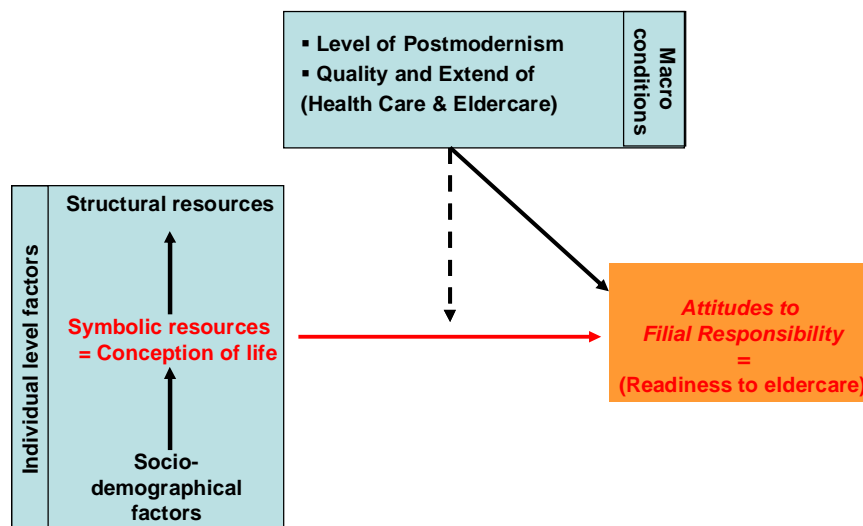 ▪ Level of Postmodernism
▪ Quality and Extend of
(Health Care & Eldercare)
Macro
conditions
Individual level factors
Structural resources
Symbolic resources
= Conception of life
Socio-
demographical
factors
Attitudes to
Filial Responsibility
=
(Readiness to eldercare)